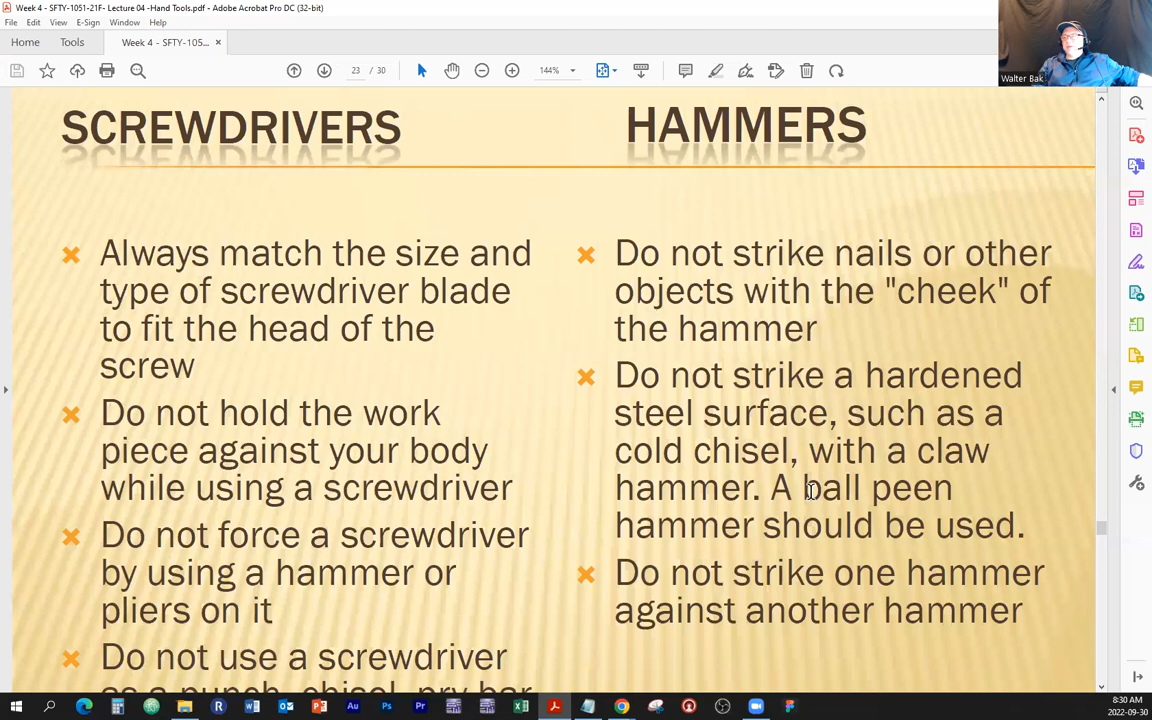 Week 4 - SFTY-1051-21F- Lecture 04 -Hand Tools.pdf - Adobe Acrobat Pro DC (32-bit)
File Edit View E-Sign Window Help
Home Tools Week 4 - SFTY-105... ×
23 / 30 144%
Walter Bak
SCREWDRIVERS
Always match the size and
type of screwdriver blade
to fit the head of the
screw
Do not hold the work
piece against your body
while using a screwdriver
Do not force a screwdriver
by using a hammer or
pliers on it
Do not use a screwdriver
as a punch, chisel, pry bar
HAMMERS
Do not strike nails or other
objects with the "cheek" of
the hammer
Do not strike a hardened
steel surface, such as a
cold chisel, with a claw
hammer. A ball peen
hammer should be used.
Do not strike one hammer
against another hammer
8:30 AM
2022-09-30